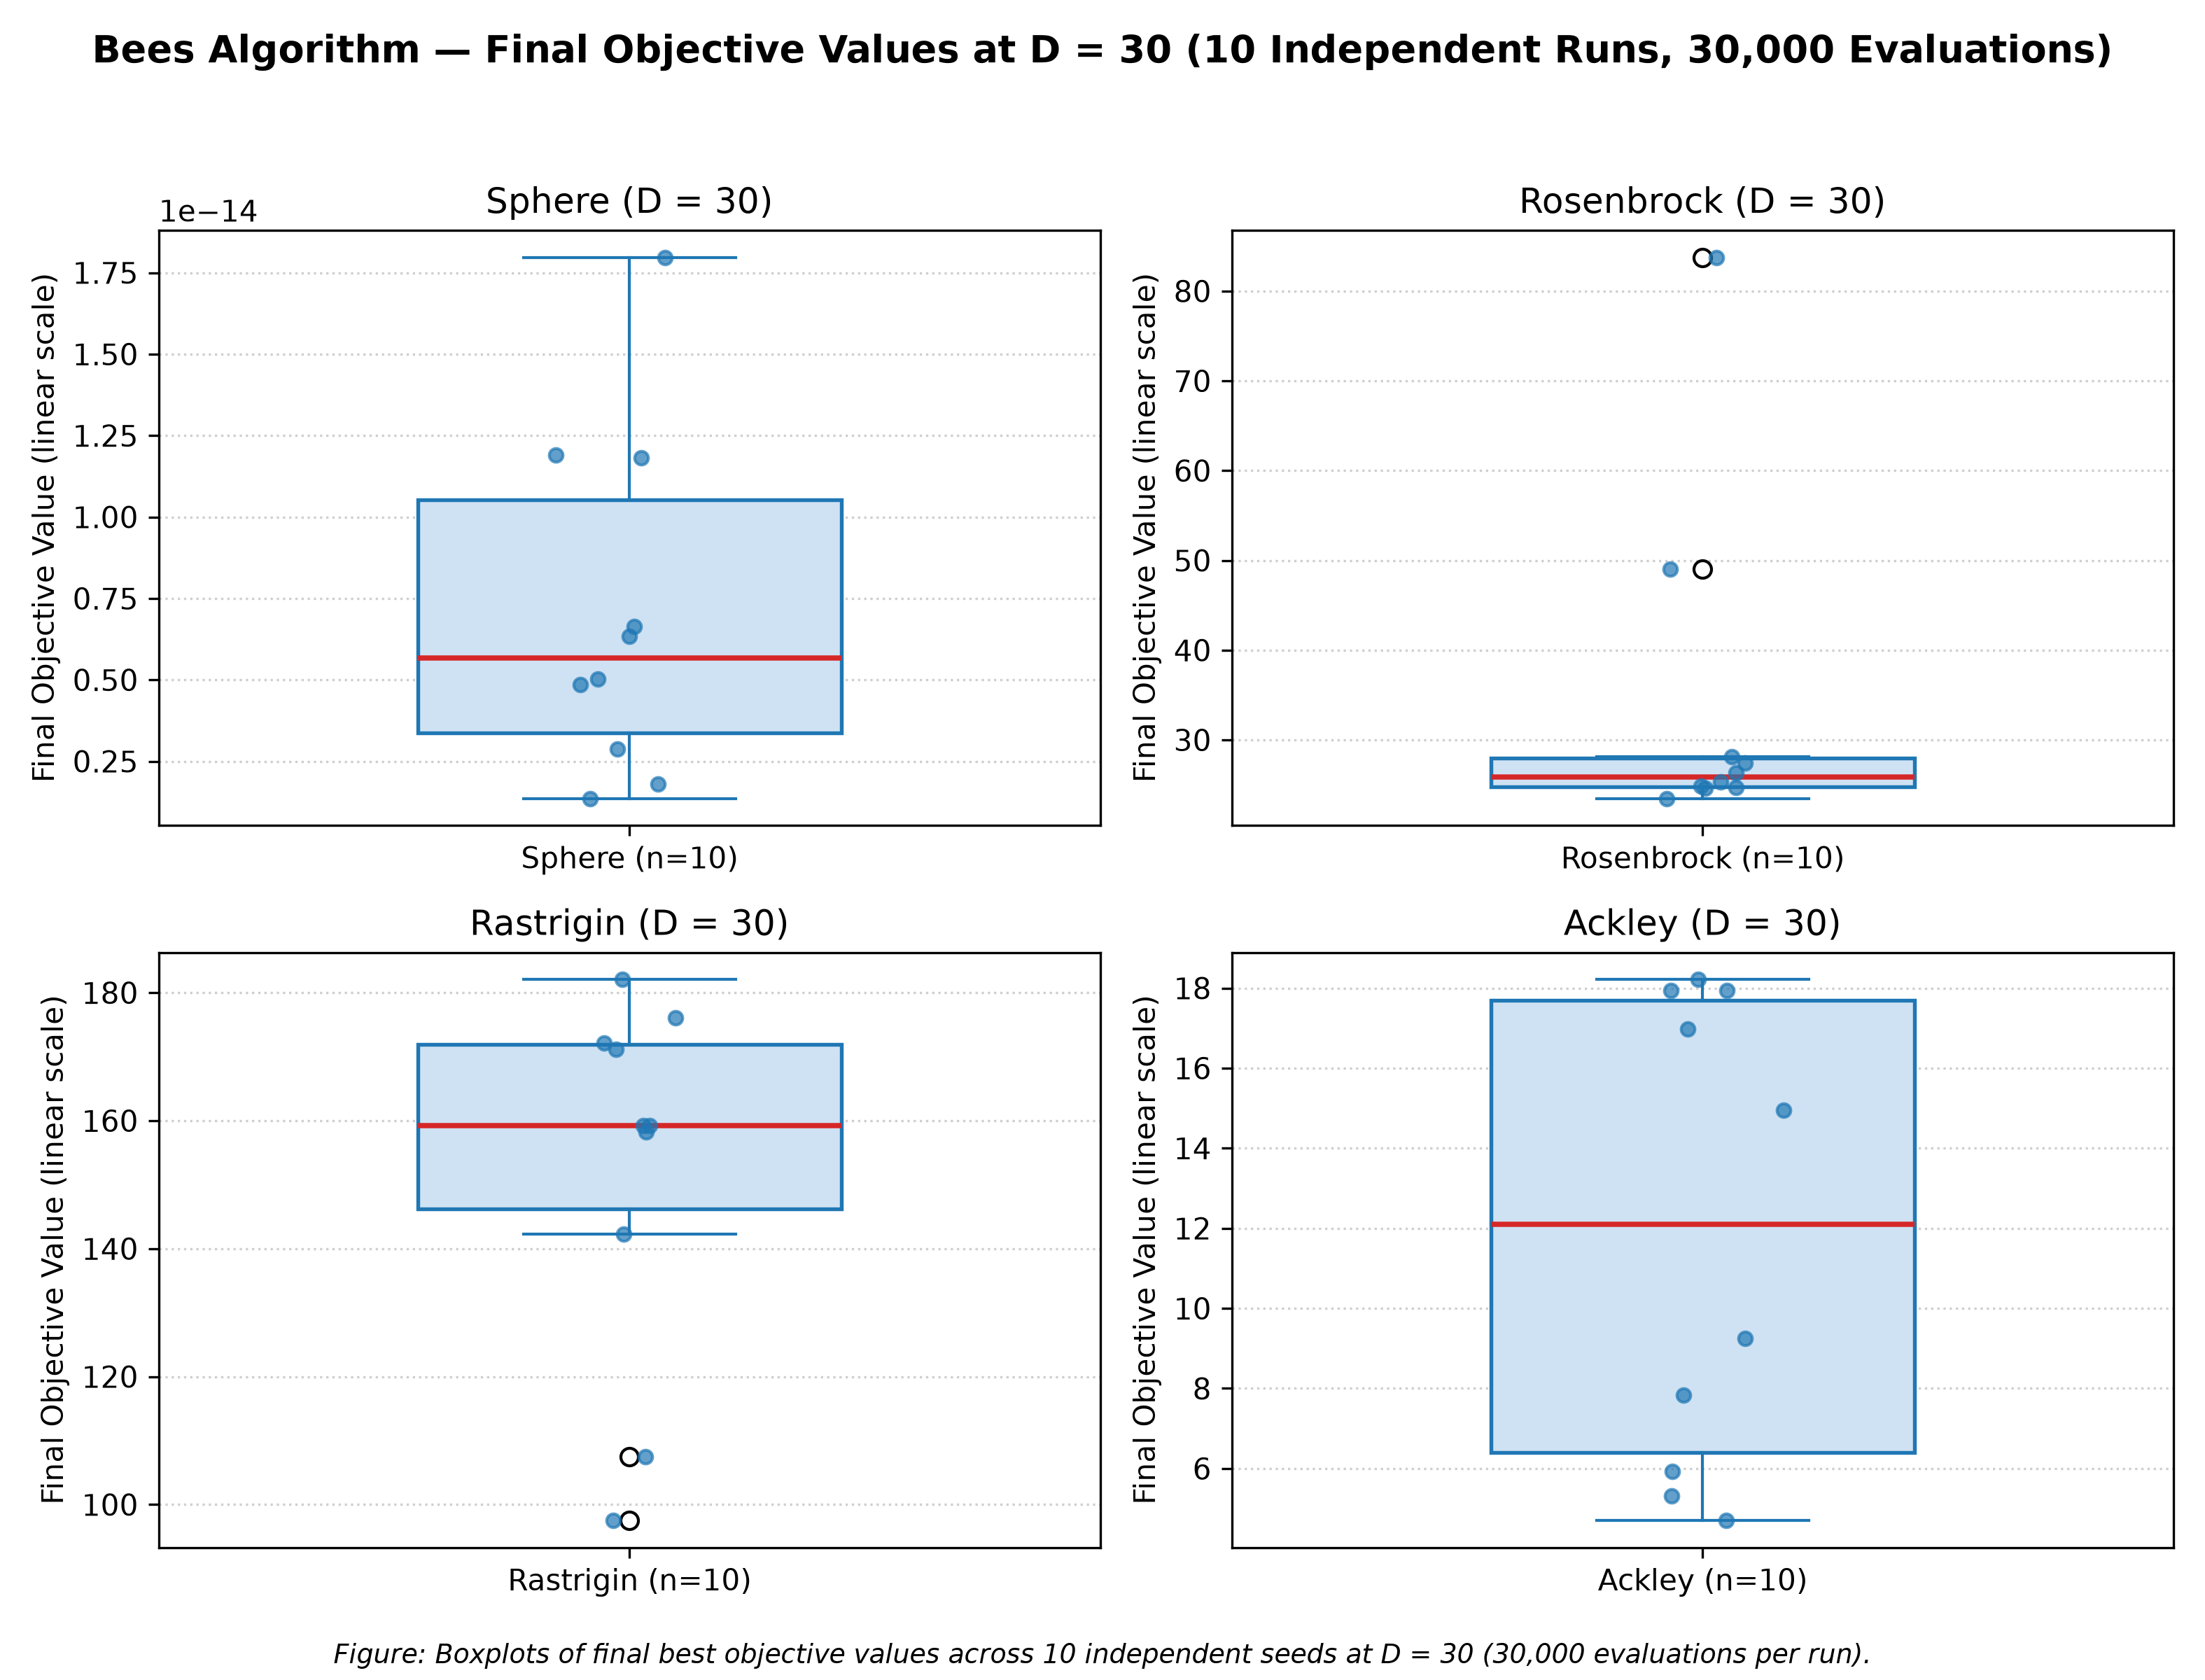 Bees Algorithm — Final Objective Values at D = 30 (10 Independent Runs, 30,000 Evaluations)
Sphere (D = 30)
1e−14
Final Objective Value (linear scale)
1.75
1.50
1.25
1.00
0.75
0.50
0.25
Sphere (n=10)
Rosenbrock (D = 30)
Final Objective Value (linear scale)
80
70
60
50
40
30
Rosenbrock (n=10)
Rastrigin (D = 30)
Final Objective Value (linear scale)
180
160
140
120
100
Rastrigin (n=10)
Ackley (D = 30)
Final Objective Value (linear scale)
18
16
14
12
10
8
6
Ackley (n=10)
Figure: Boxplots of final best objective values across 10 independent seeds at D = 30 (30,000 evaluations per run).